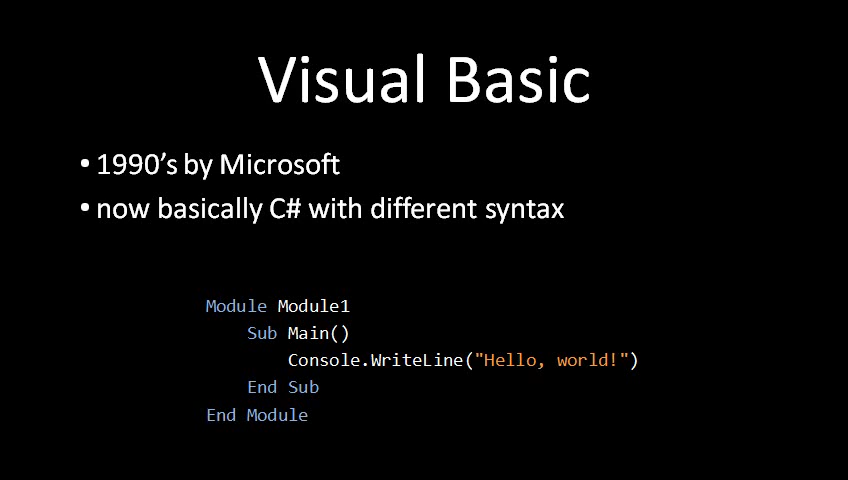 Visual Basic
• 1990’s by Microsoft
• now basically C# with different syntax
Module Module1
    Sub Main()
        Console.WriteLine("Hello, world!")
    End Sub
End Module